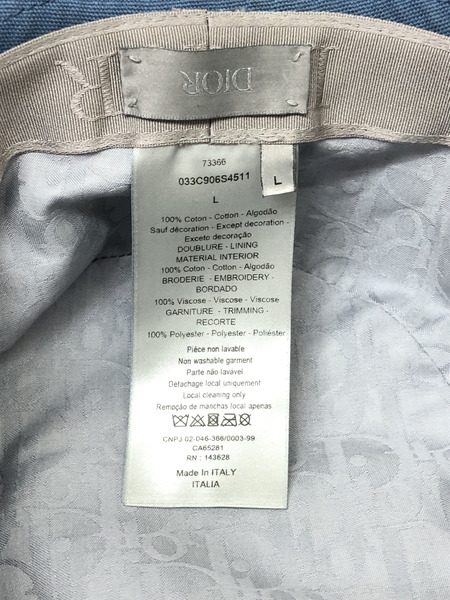 DIOR
73366
033C906S4511
L
L
100% Coton - Cotton - Algodão
Sauf décoration - Except decoration -
Exceto decoração
DOUBLURE - LINING
MATERIAL INTERIOR
100% Coton - Cotton - Algodão
BRODERIE - EMBROIDERY -
BORDADO
100% Viscose - Viscose - Viscose
GARNITURE - TRIMMING -
RECORTE
100% Polyester - Polyester - Poliéster
Pièce non lavable
Non washable garment
Parte não lavável
Détachage local uniquement
Local cleaning only
Remoção de manchas local apenas
CNPJ 02-046-366/0003-99
CA65281
RN : 143628
Made In ITALY
ITALIA